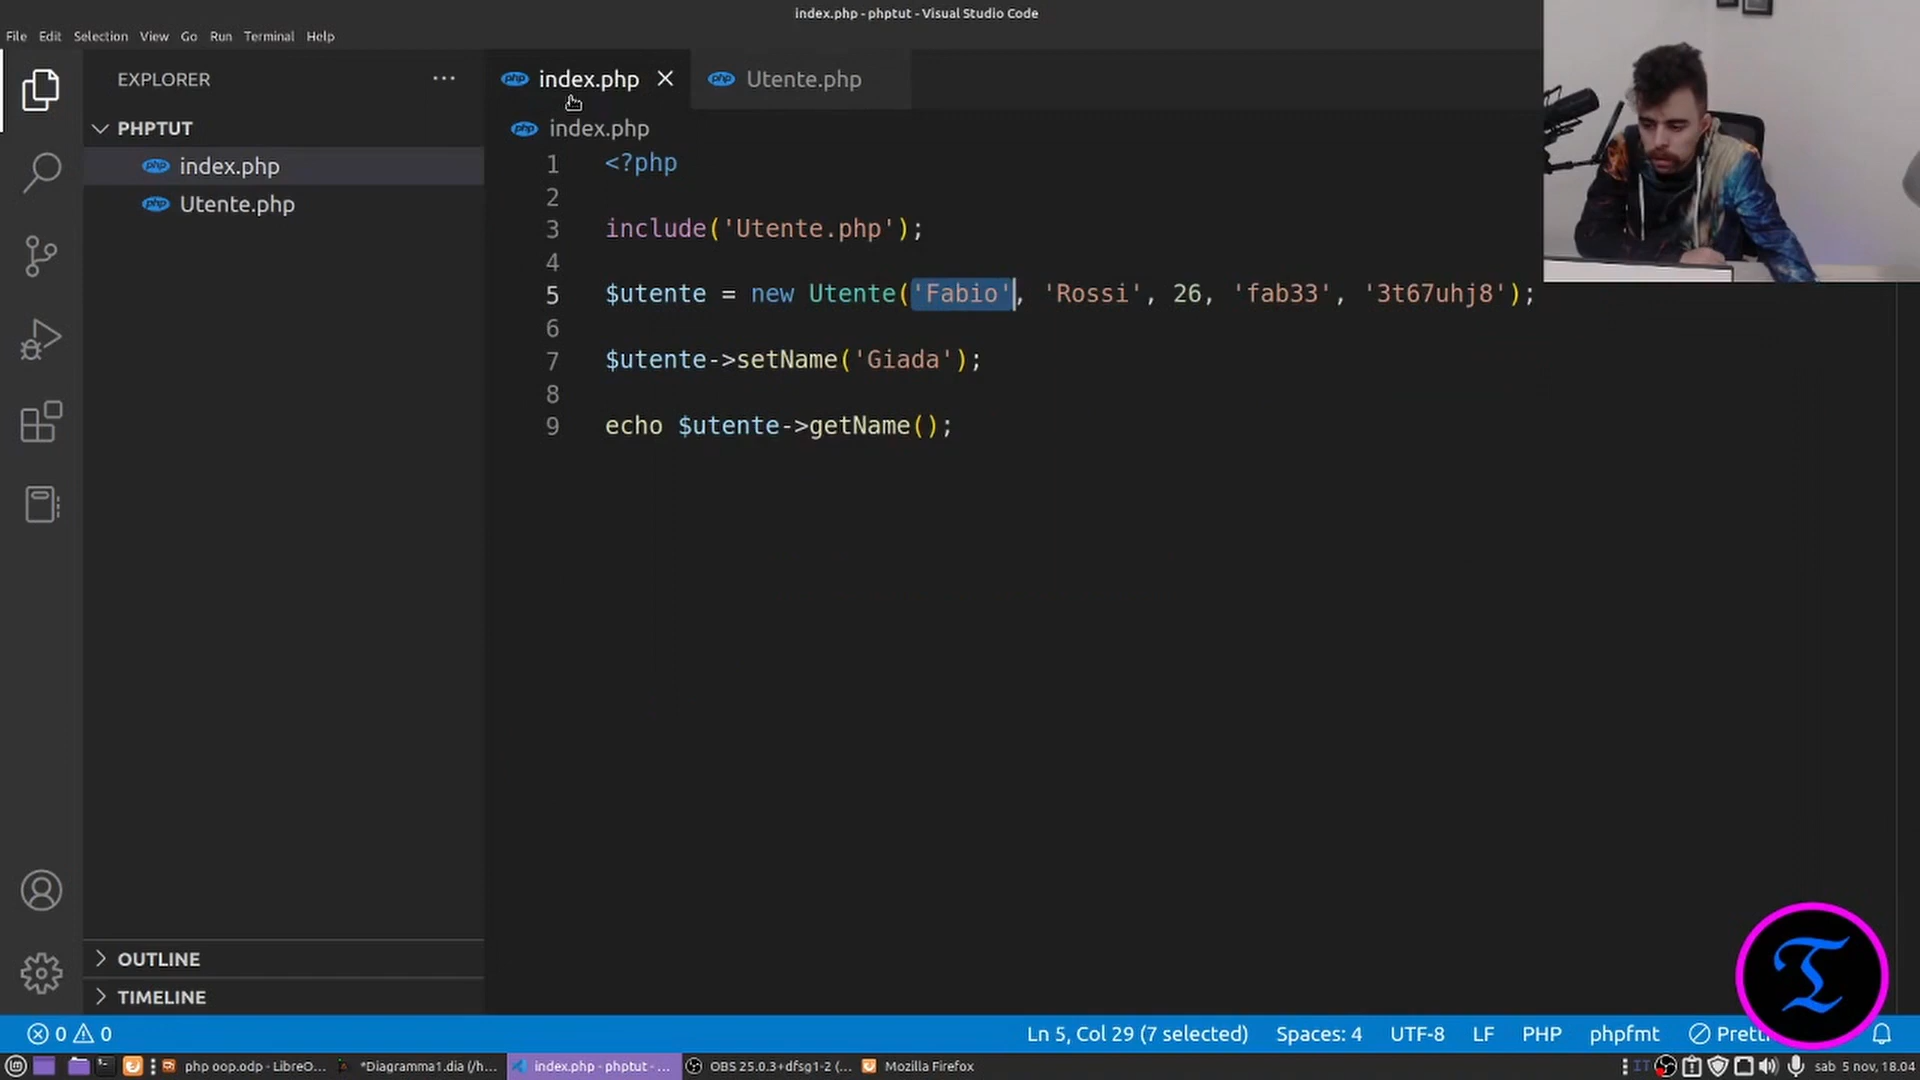 index.php - phptut - Visual Studio Code
File Edit Selection View Go Run Terminal Help
EXPLORER
PHPTUT
index.php
Utente.php
OUTLINE
TIMELINE
index.php
Utente.php
index.php
1 <?php
2
3 include('Utente.php');
4
5 $utente = new Utente('Fabio', 'Rossi', 26, 'fab33', '3t67uhj8');
6
7 $utente->setName('Giada');
8
9 echo $utente->getName();
0 0 Ln 5, Col 29 (7 selected) Spaces: 4 UTF-8 LF PHP phpfmt
php oop.odp - LibreO... *Diagramma1.dia (/h... index.php - phptut - ... OBS 25.0.3+dfsg1-2 (... Mozilla Firefox IT sab 5 nov, 18.04